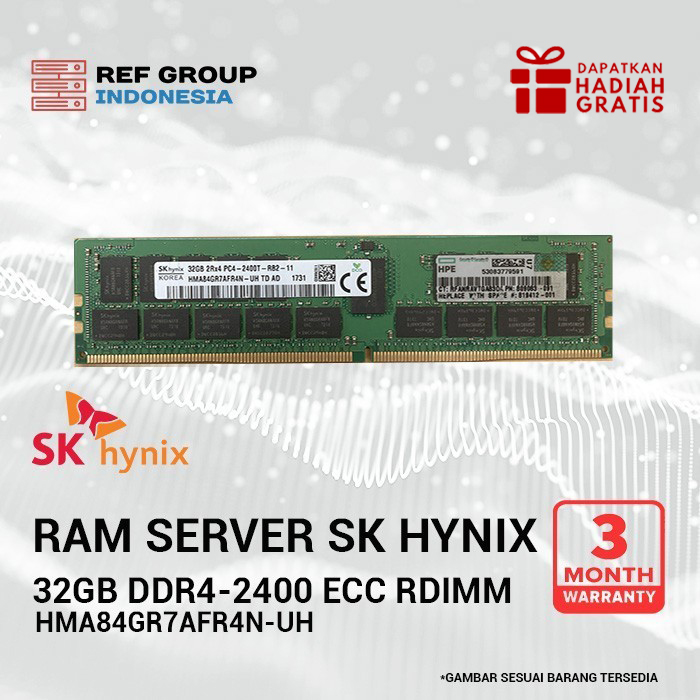 REF GROUP
INDONESIA
DAPATKAN
HADIAH
GRATIS
SK hynix 32GB 2Rx4 PC4-2400T-RB2-11
KOREA HMA84GR7AFR4N-UH TD AD 1731
HPE
SK hynix
RAM SERVER SK HYNIX
32GB DDR4-2400 ECC RDIMM
HMA84GR7AFR4N-UH
3
MONTH
WARRANTY
*GAMBAR SESUAI BARANG TERSEDIA